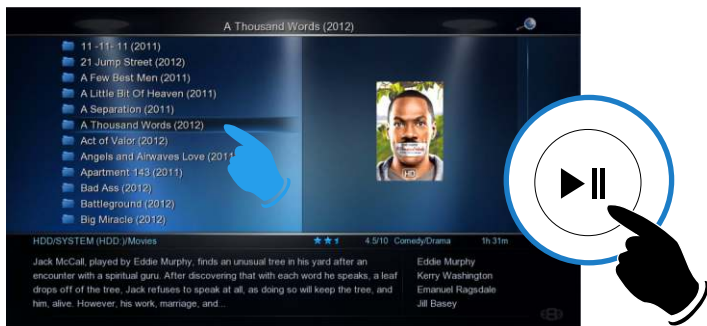 A Thousand Words (2012)
11 -11- 11 (2011)
21 Jump Street (2012)
A Few Best Men (2011)
A Little Bit Of Heaven (2011)
A Separation (2011)
A Thousand Words (2012)
Act of Valor (2012)
Angels and Airwaves Love (2011
Apartment 143 (2011)
Bad Ass (2012)
Battleground (2012)
Big Miracle (2012)
HD
HDD/SYSTEM (HDD:)/Movies 4.5/10 Comedy/Drama 1h 31m
Jack McCall, played by Eddie Murphy, finds an unusual tree in his yard after an
encounter with a spiritual guru. After discovering that with each word he speaks, a leaf
drops off of the tree, Jack refuses to speak at all, as doing so will keep the tree, and
him, alive. However, his work, marriage, and...
Eddie Murphy
Kerry Washington
Emanuel Ragsdale
Jill Basey